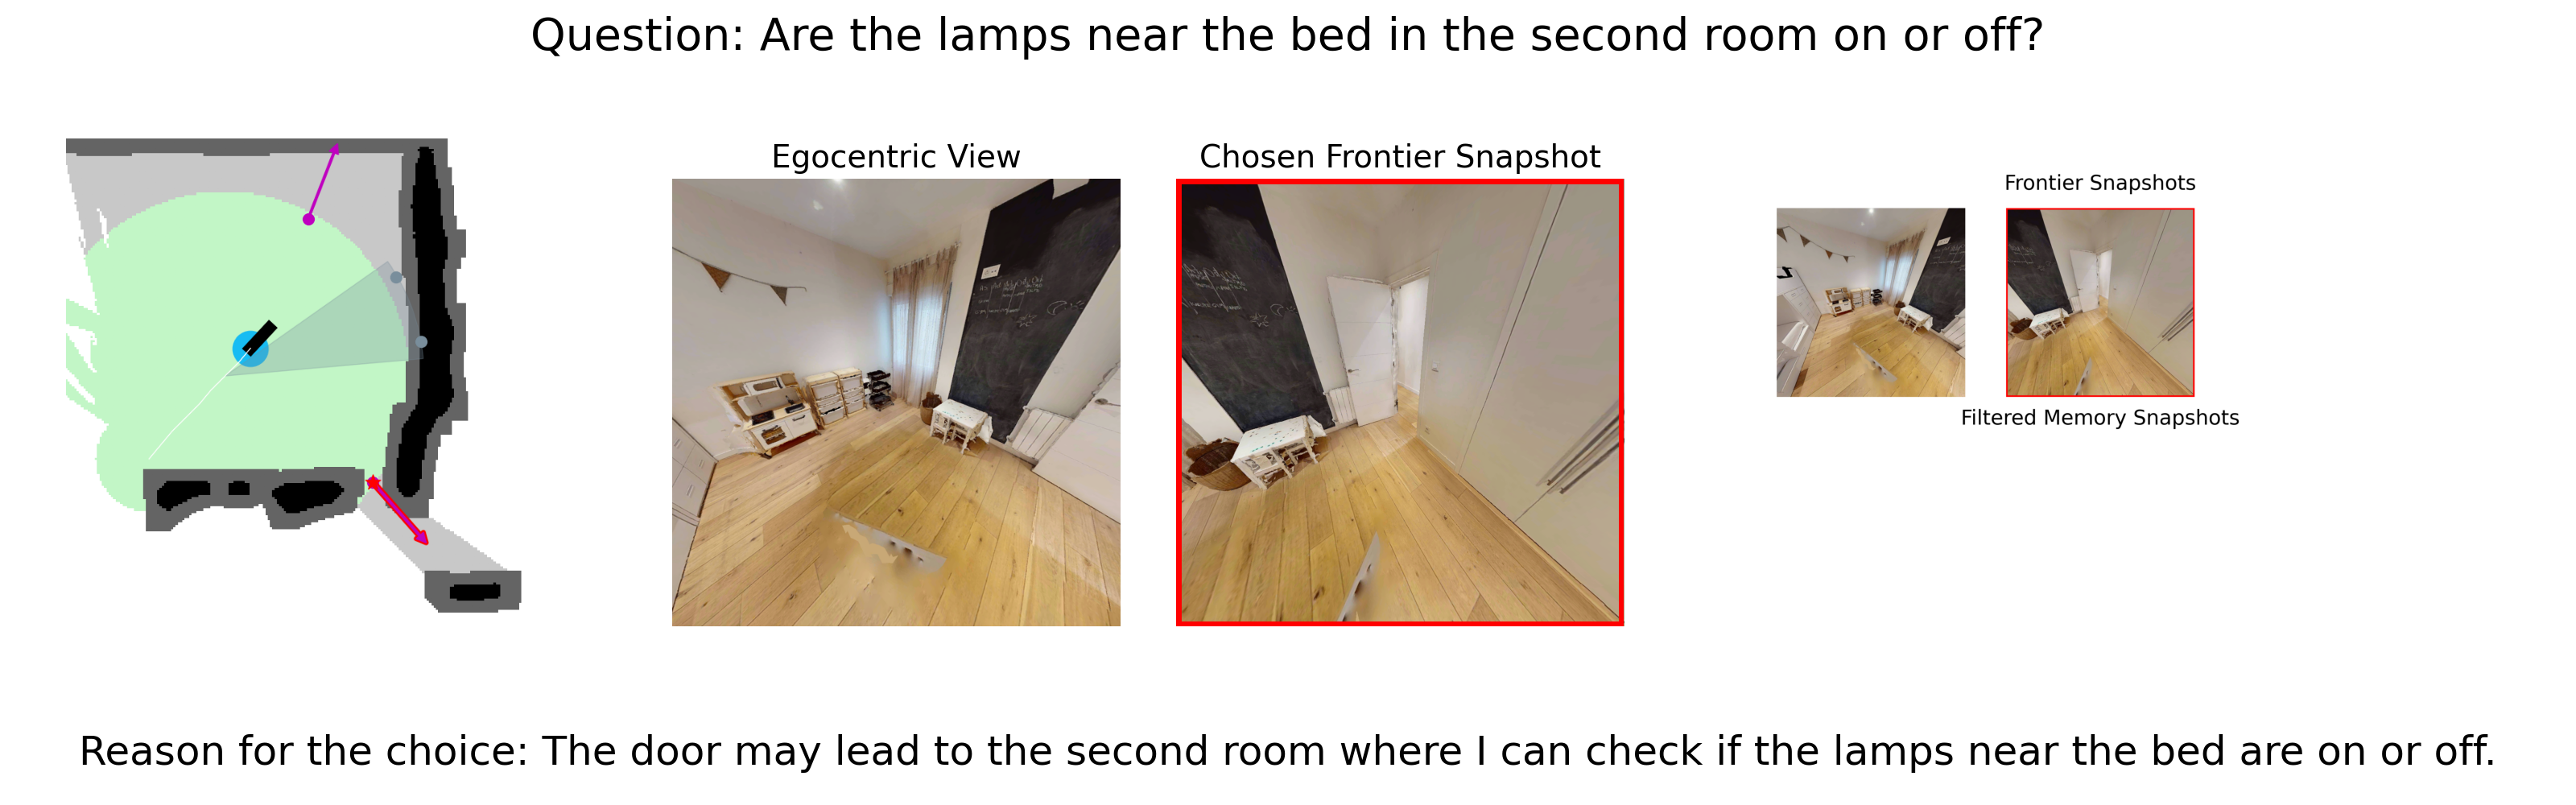 Question: Are the lamps near the bed in the second room on or off?
Egocentric View
Chosen Frontier Snapshot
Frontier Snapshots
Filtered Memory Snapshots
Reason for the choice: The door may lead to the second room where I can check if the lamps near the bed are on or off.